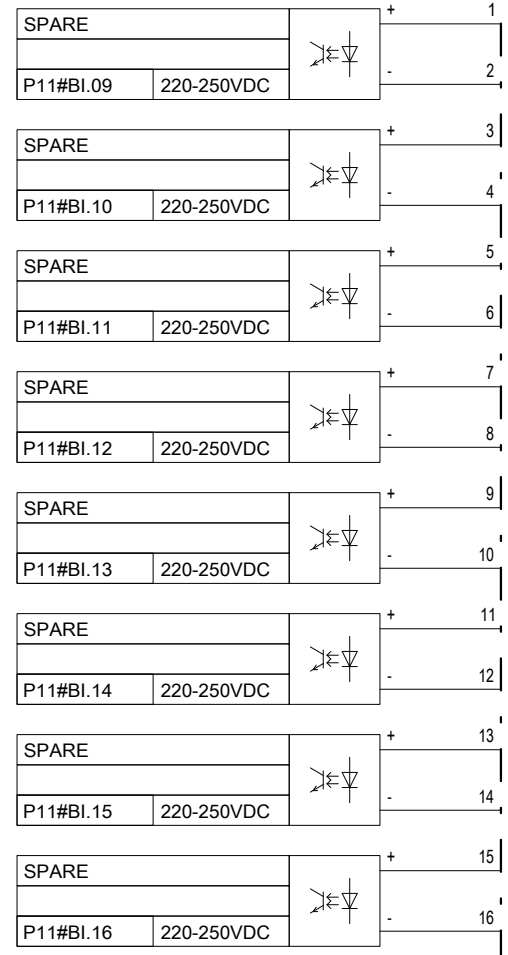 SPARE + 1
P11#BI.09 220-250VDC - 2
SPARE + 3
P11#BI.10 220-250VDC - 4
SPARE + 5
P11#BI.11 220-250VDC - 6
SPARE + 7
P11#BI.12 220-250VDC - 8
SPARE + 9
P11#BI.13 220-250VDC - 10
SPARE + 11
P11#BI.14 220-250VDC - 12
SPARE + 13
P11#BI.15 220-250VDC - 14
SPARE + 15
P11#BI.16 220-250VDC - 16